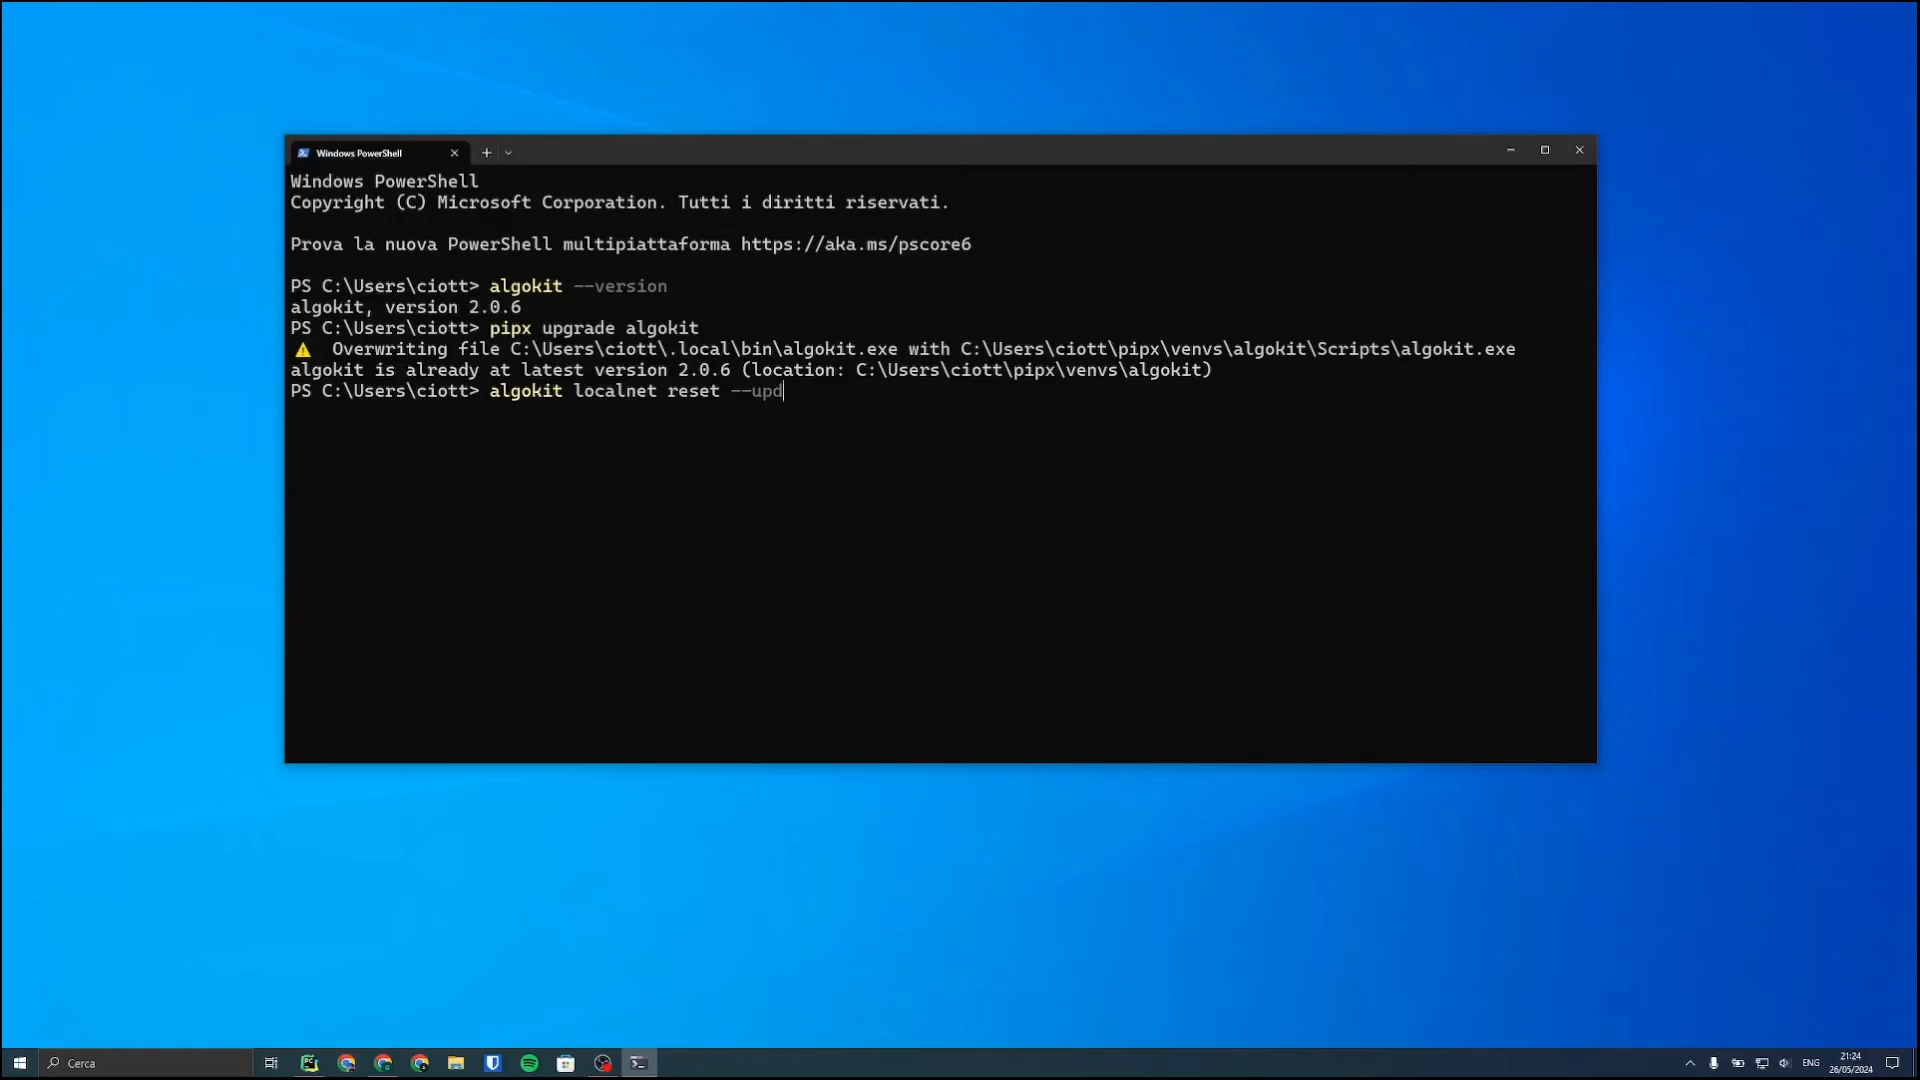 Windows PowerShell
Windows PowerShell
Copyright (C) Microsoft Corporation. Tutti i diritti riservati.
Prova la nuova PowerShell multipiattaforma https://aka.ms/pscore6
PS C:\Users\ciott> algokit --version
algokit, version 2.0.6
PS C:\Users\ciott> pipx upgrade algokit
⚠️ Overwriting file C:\Users\ciott\.local\bin\algokit.exe with C:\Users\ciott\pipx\venvs\algokit\Scripts\algokit.exe
algokit is already at latest version 2.0.6 (location: C:\Users\ciott\pipx\venvs\algokit)
PS C:\Users\ciott> algokit localnet reset --upd
Cerca
ENG
21:24
26/05/2024